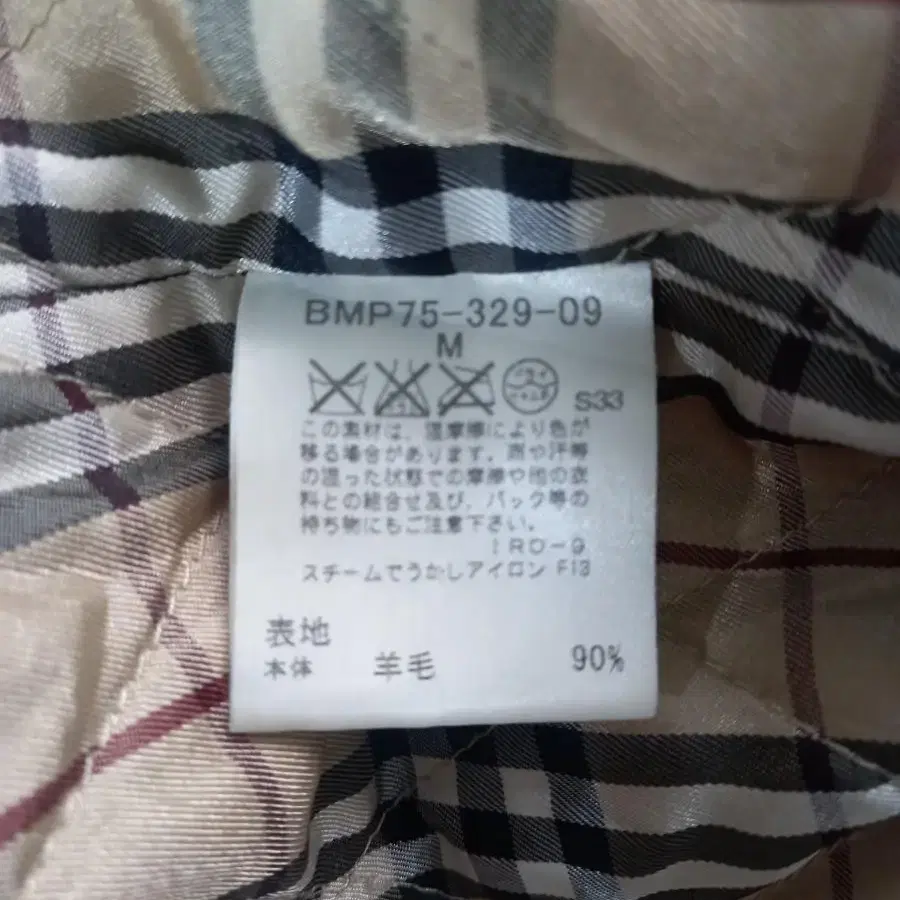 BMP75-329-09
M
S33
この素材は、湿摩擦により色が
移る場合があります。雨や汗等
の湿った状態での摩擦や他の衣
料との組合せ及び、バック等の
持ち物にもご注意下さい。
IRO-9
スチームでうかしアイロン F13
表地
本体 羊毛 90%